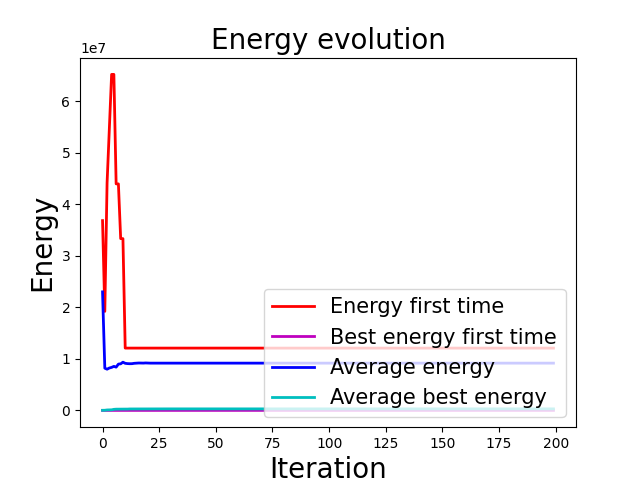 Energy evolution
1e7
6
5
4
3
2
1
0
Energy
Energy first time
Best energy first time
Average energy
Average best energy
0 25 50 75 100 125 150 175 200
Iteration